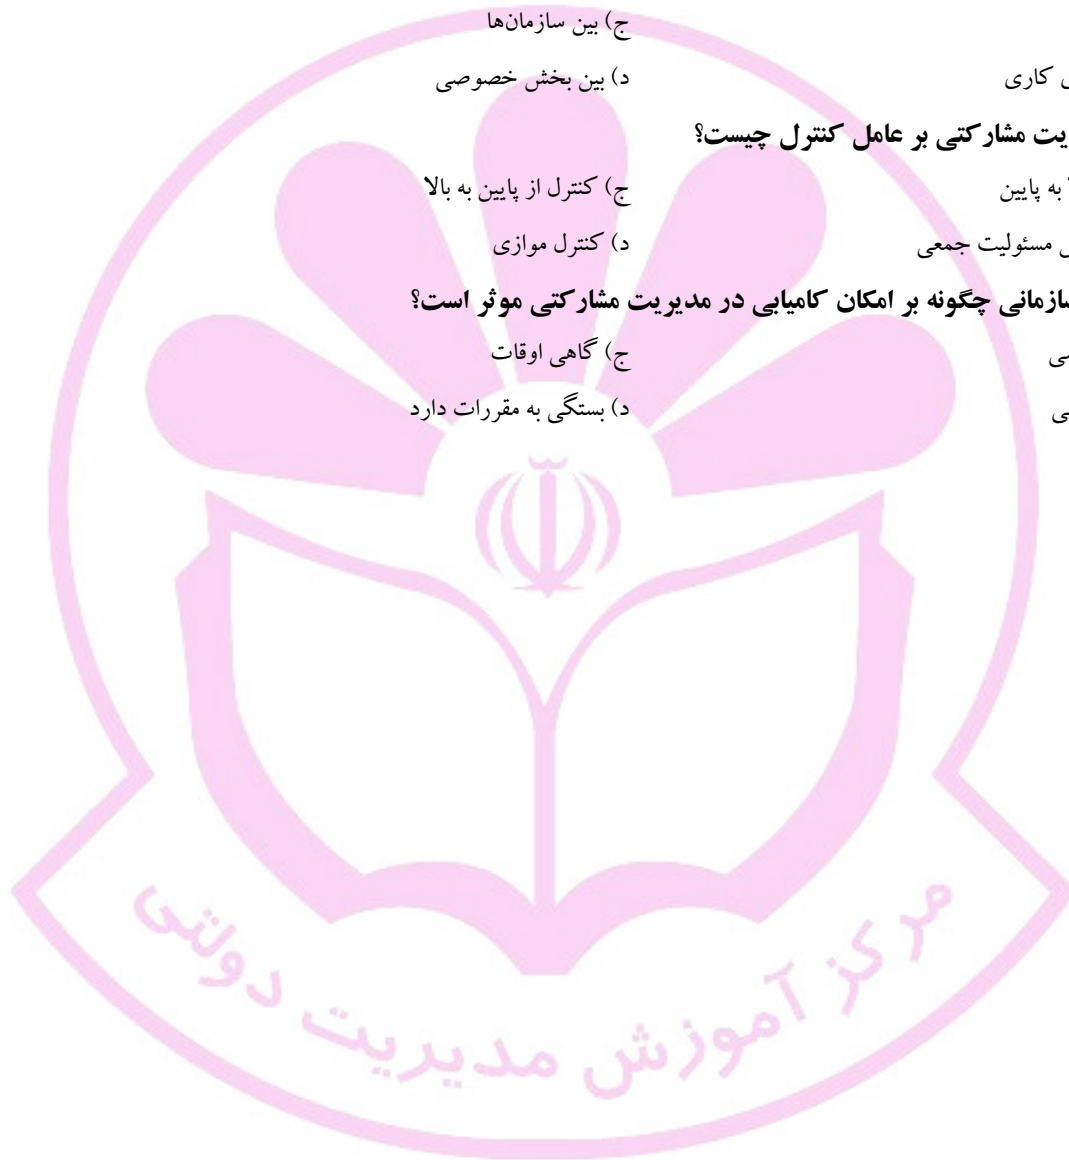 ج) بین سازمان‌ها
کاری د) بین بخش خصوصی
مشارکتی بر عامل کنترل چیست؟
به پایین ج) کنترل از پایین به بالا
مسئولیت جمعی د) کنترل موازی
سازمانی چگونه بر امکان کامیابی در مدیریت مشارکتی موثر است؟
ج) گاهی اوقات
د) بستگی به مقررات دارد
مرکز آموزش مدیریت دولتی